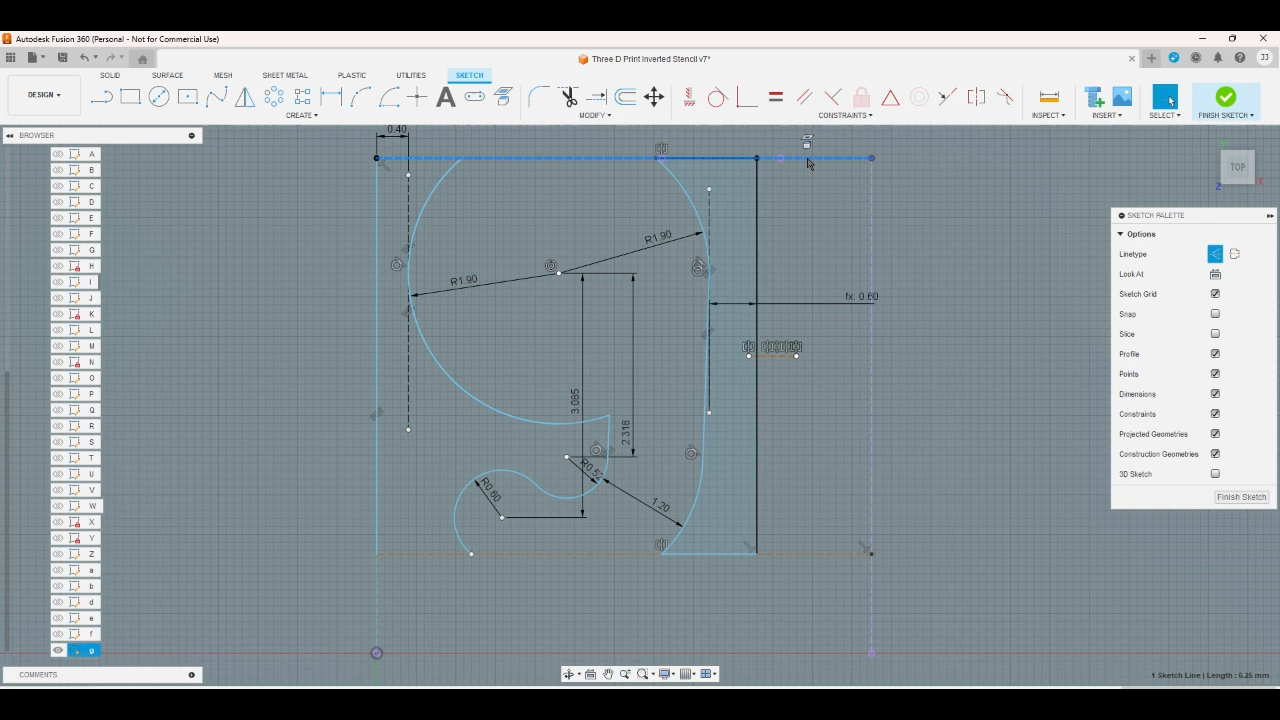 Autodesk Fusion 360 (Personal - Not for Commercial Use)
Three D Print Inverted Stencil v7*
JJ
DESIGN
SOLID SURFACE MESH SHEET METAL PLASTIC UTILITIES SKETCH
CREATE MODIFY CONSTRAINTS INSPECT INSERT SELECT FINISH SKETCH
BROWSER
A
B
C
D
E
F
G
H
I
J
K
L
M
N
O
P
Q
R
S
T
U
V
W
X
Y
Z
a
b
d
e
f
g
0.40
R1.90
R1.90
fx: 0.60
3.085
2.318
R0.52
R0.60
1.20
TOP
Y
X
Z
SKETCH PALETTE
Options
Linetype
Look At
Sketch Grid
Snap
Slice
Profile
Points
Dimensions
Constraints
Projected Geometries
Construction Geometries
3D Sketch
Finish Sketch
COMMENTS
1 Sketch Line | Length : 6.25 mm